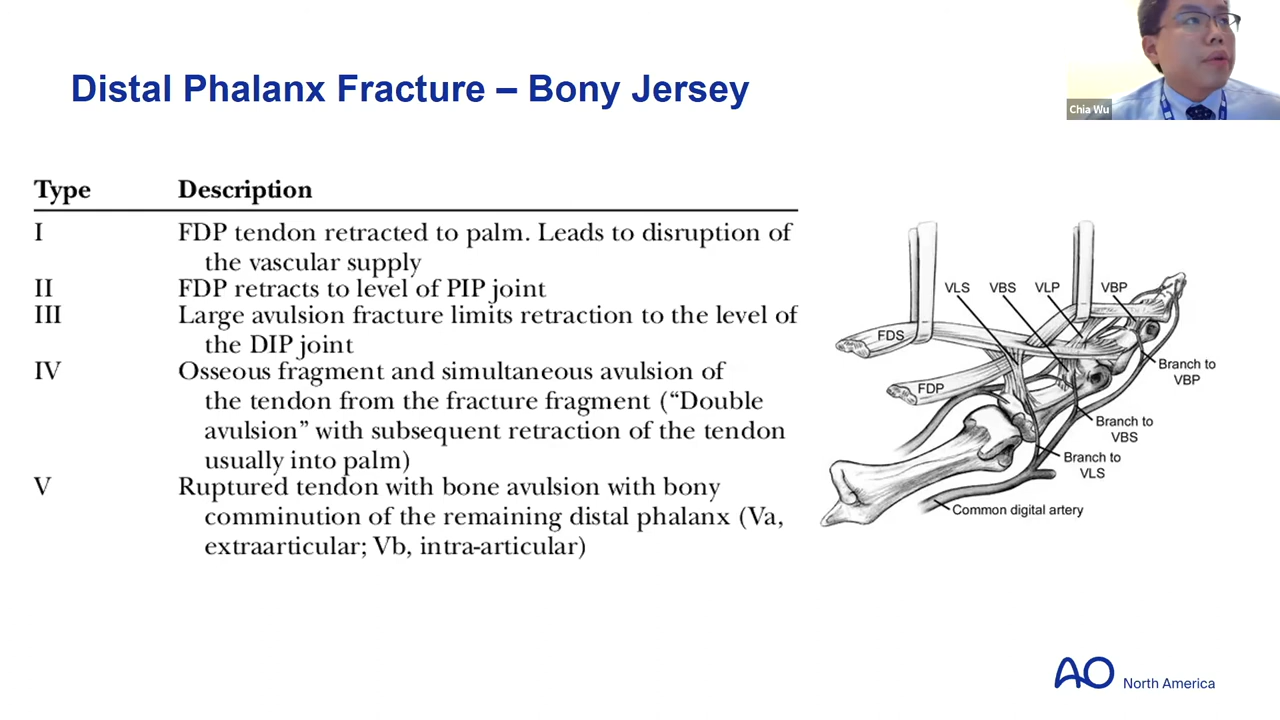 Distal Phalanx Fracture – Bony Jersey
Chia Wu
Type Description
I FDP tendon retracted to palm. Leads to disruption of
the vascular supply
II FDP retracts to level of PIP joint
III Large avulsion fracture limits retraction to the level of
the DIP joint
IV Osseous fragment and simultaneous avulsion of
the tendon from the fracture fragment (“Double
avulsion” with subsequent retraction of the tendon
usually into palm)
V Ruptured tendon with bone avulsion with bony
comminution of the remaining distal phalanx (Va,
extraarticular; Vb, intra-articular)
VLS VBS VLP VBP
FDS
FDP
Branch to
VBP
Branch to
VBS
Branch to
VLS
Common digital artery
AO North America